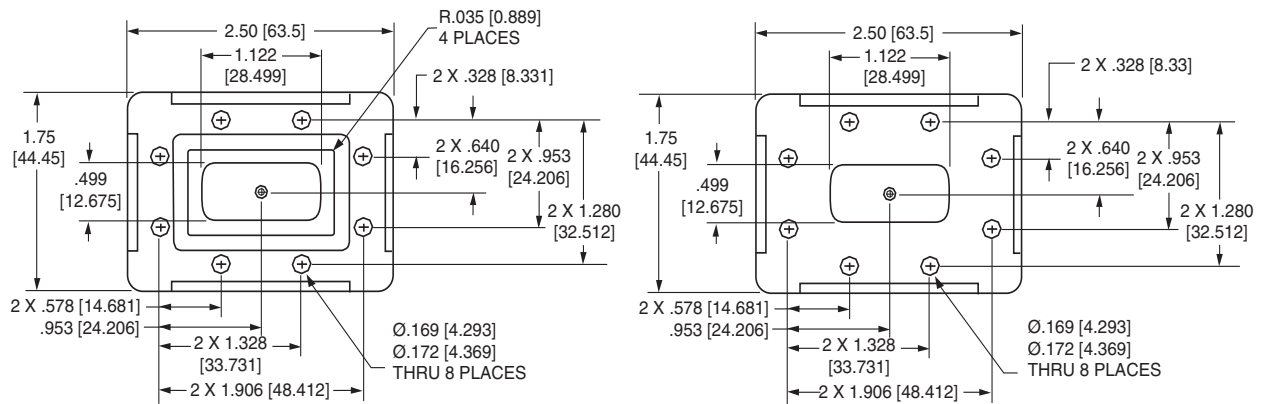 R.035 [0.889]
4 PLACES
2.50 [63.5]
1.122
[28.499]
2 X .328 [8.331]
1.75
[44.45]
.499
[12.675]
2 X .640
[16.256]
2 X .953
[24.206]
2 X 1.280
[32.512]
2 X .578 [14.681]
.953 [24.206]
2 X 1.328
[33.731]
2 X 1.906 [48.412]
Ø.169 [4.293]
Ø.172 [4.369]
THRU 8 PLACES
2.50 [63.5]
1.122
[28.499]
2 X .328 [8.33]
1.75
[44.45]
.499
[12.675]
2 X .640
[16.256]
2 X .953
[24.206]
2 X 1.280
[32.512]
2 X .578 [14.681]
.953 [24.206]
2 X 1.328
[33.731]
2 X 1.906 [48.412]
Ø.169 [4.293]
Ø.172 [4.369]
THRU 8 PLACES